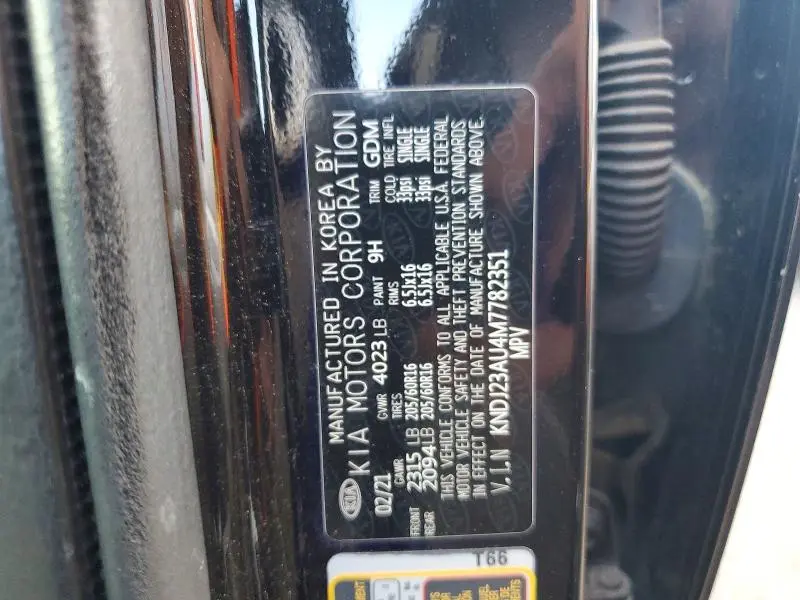 MANUFACTURED IN KOREA BY
KIA KIA MOTORS CORPORATION
02/21 GVWR 4023 LB PAINT 9H TRIM GDM
GAWR TIRES RIMS COLD TIRE INFL
FRONT 2315 LB 205/60R16 6.5Jx16 33psi SINGLE
REAR 2094 LB 205/60R16 6.5Jx16 33psi SINGLE
THIS VEHICLE CONFORMS TO ALL APPLICABLE U.S.A. FEDERAL
MOTOR VEHICLE SAFETY AND THEFT PREVENTION STANDARDS
IN EFFECT ON THE DATE OF MANUFACTURE SHOWN ABOVE.
V.I.N KNDJ23AU4M7782351
MPV
T66